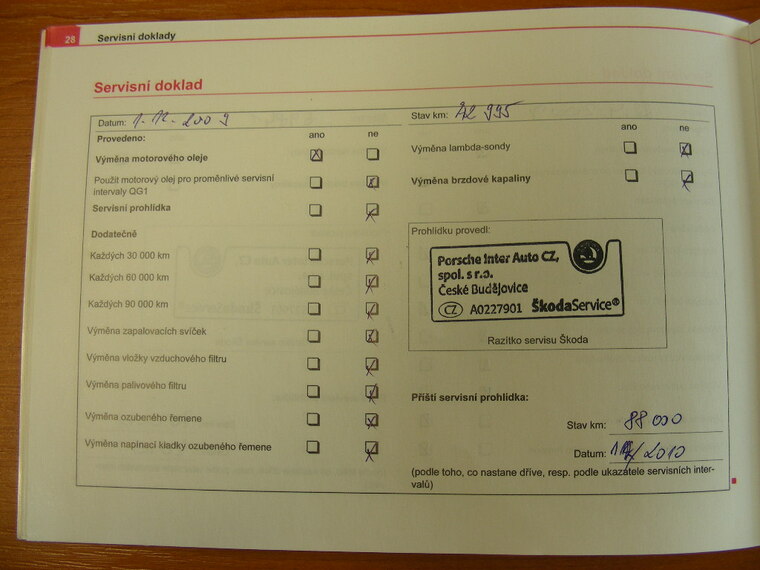 28 Servisní doklady
Servisní doklad
Datum: 1.12.2009
Provedeno: ano ne
Výměna motorového oleje
Použit motorový olej pro proměnlivé servisní
intervaly QG1
Servisní prohlídka
Dodatečně
Každých 30 000 km
Každých 60 000 km
Každých 90 000 km
Výměna zapalovacích svíček
Výměna vložky vzduchového filtru
Výměna palivového filtru
Výměna ozubeného řemene
Výměna napínací kladky ozubeného řemene
Stav km: 72 995
ano ne
Výměna lambda-sondy
Výměna brzdové kapaliny
Prohlídku provedl:
Porsche Inter Auto CZ,
spol. s r.o.
České Budějovice
CZ A0227901 ŠkodaService®
Razítko servisu Škoda
Příští servisní prohlídka:
Stav km: 88 000
Datum: /2010
(podle toho, co nastane dříve, resp. podle ukazatele servisních inter-
valů)